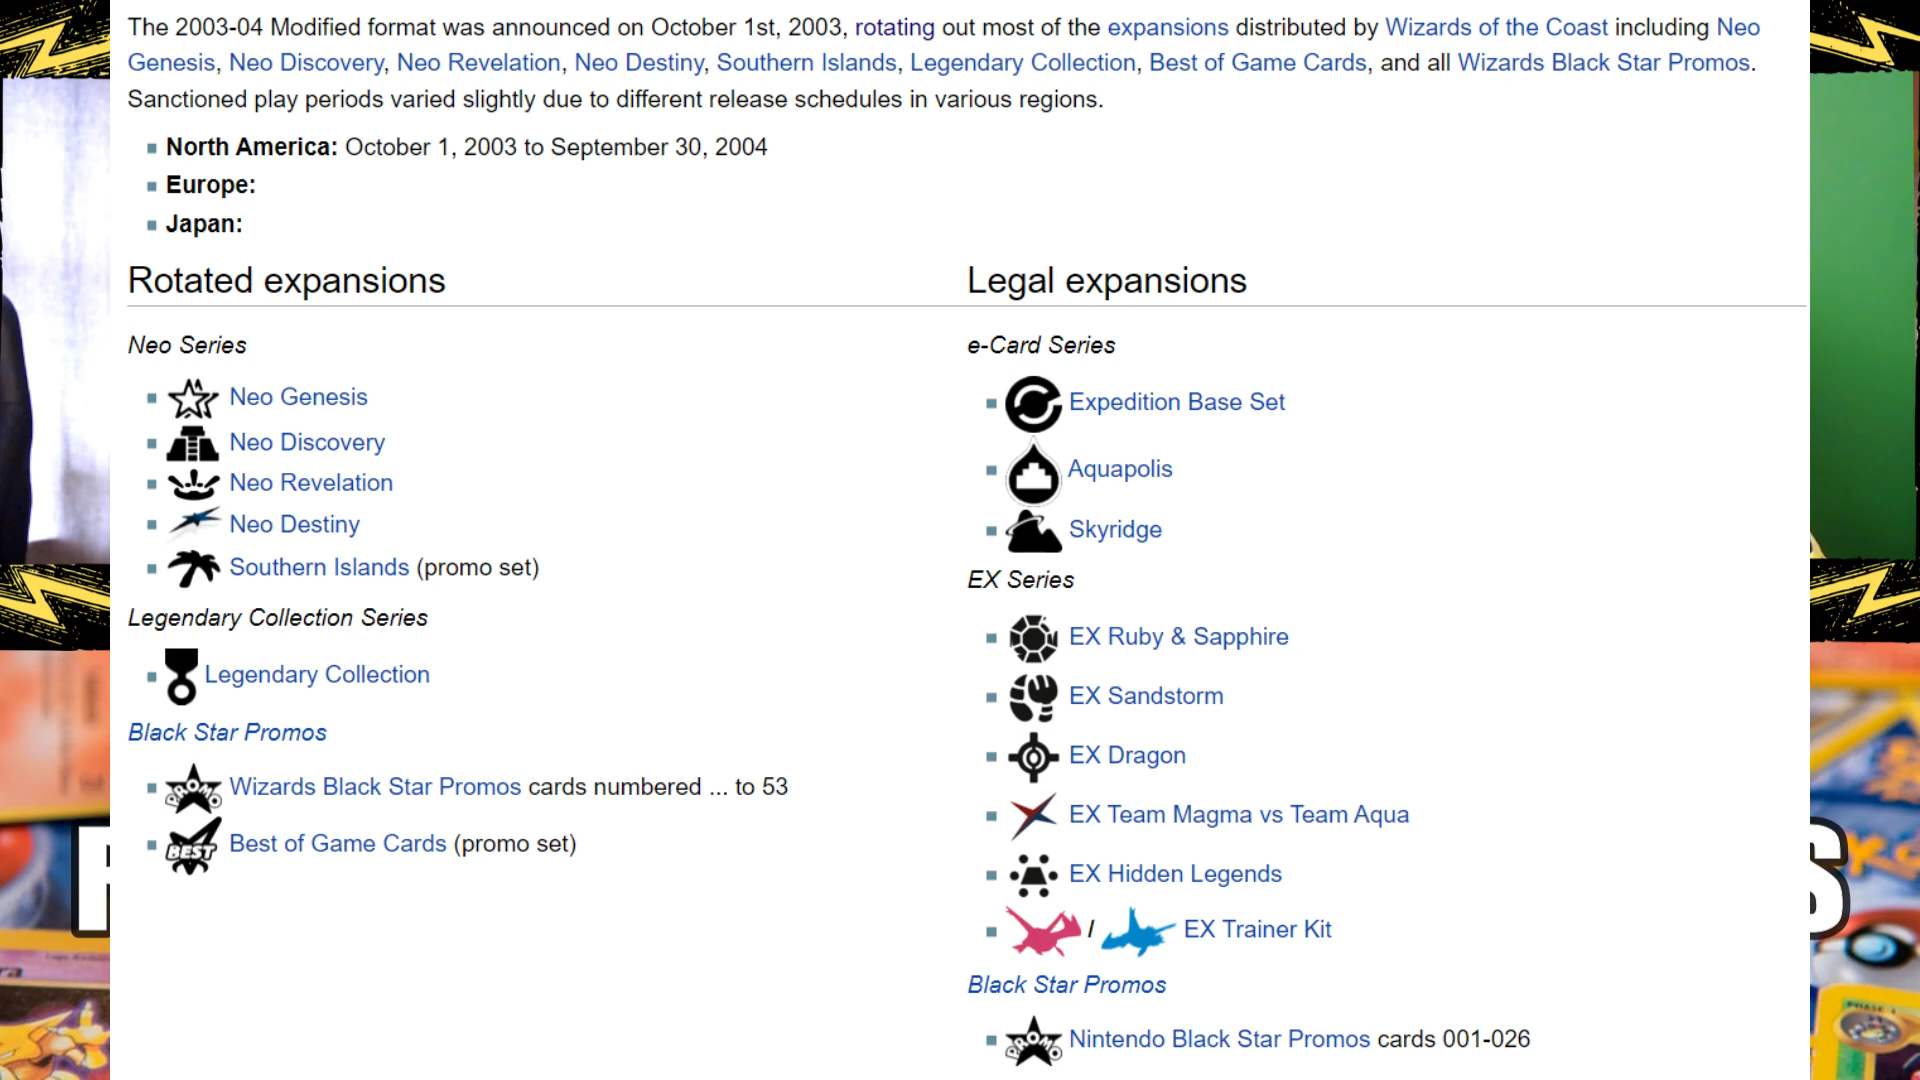 The 2003-04 Modified format was announced on October 1st, 2003, rotating out most of the expansions distributed by Wizards of the Coast including Neo
Genesis, Neo Discovery, Neo Revelation, Neo Destiny, Southern Islands, Legendary Collection, Best of Game Cards, and all Wizards Black Star Promos.
Sanctioned play periods varied slightly due to different release schedules in various regions.
North America: October 1, 2003 to September 30, 2004
Europe:
Japan:
Rotated expansions
Neo Series
Neo Genesis
Neo Discovery
Neo Revelation
Neo Destiny
Southern Islands (promo set)
Legendary Collection Series
Legendary Collection
Black Star Promos
PROMO Wizards Black Star Promos cards numbered ... to 53
BEST Best of Game Cards (promo set)
Legal expansions
e-Card Series
Expedition Base Set
Aquapolis
Skyridge
EX Series
EX Ruby & Sapphire
EX Sandstorm
EX Dragon
EX Team Magma vs Team Aqua
EX Hidden Legends
/ EX Trainer Kit
Black Star Promos
PROMO Nintendo Black Star Promos cards 001-026